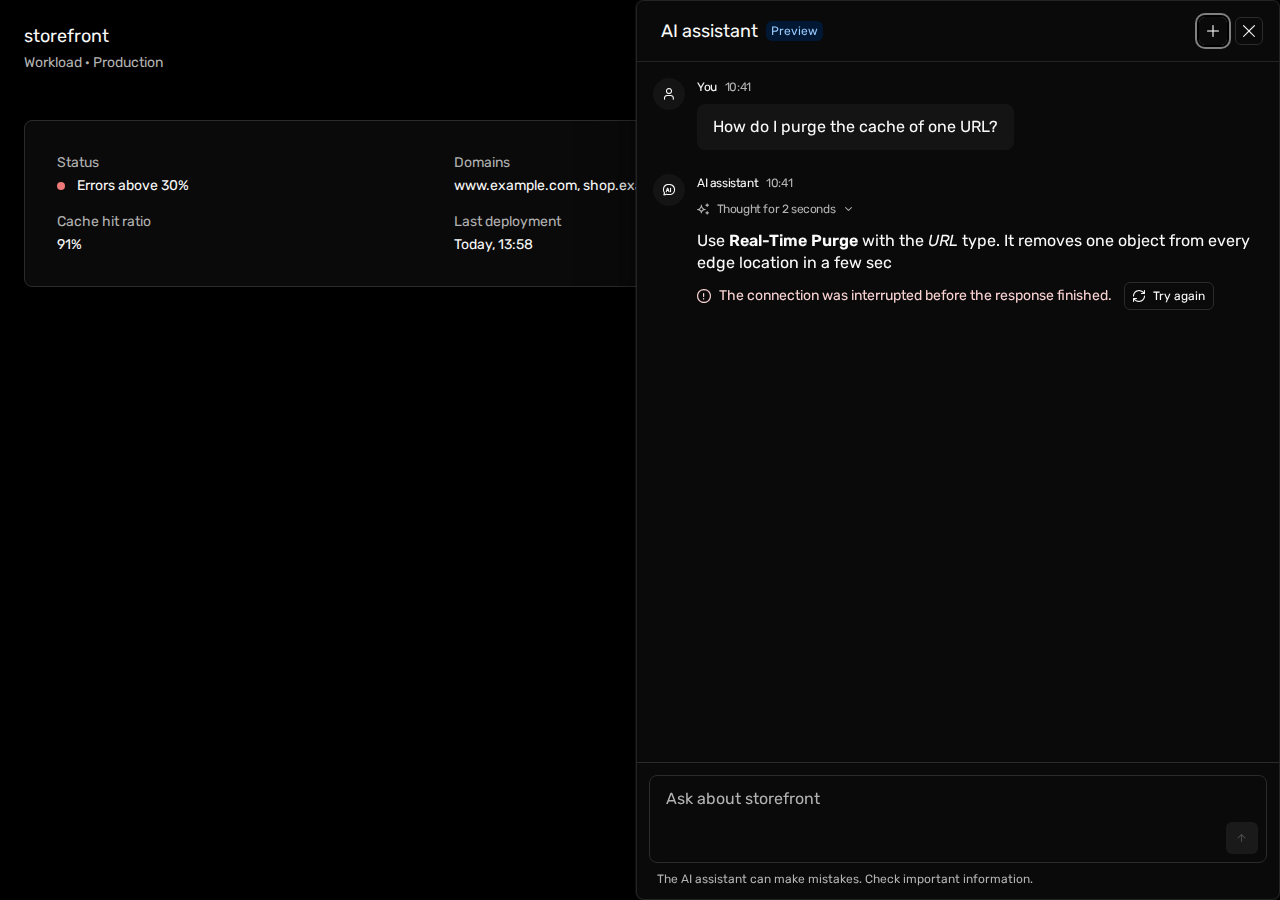 storefront
Workload • Production
Status
Errors above 30%
Domains
www.example.com, shop.exa
Cache hit ratio
91%
Last deployment
Today, 13:58
AI assistant
Preview
You 10:41
How do I purge the cache of one URL?
AI
AI assistant 10:41
Thought for 2 seconds
Use Real-Time Purge with the URL type. It removes one object from every
edge location in a few sec
The connection was interrupted before the response finished.
Try again
Ask about storefront
The AI assistant can make mistakes. Check important information.